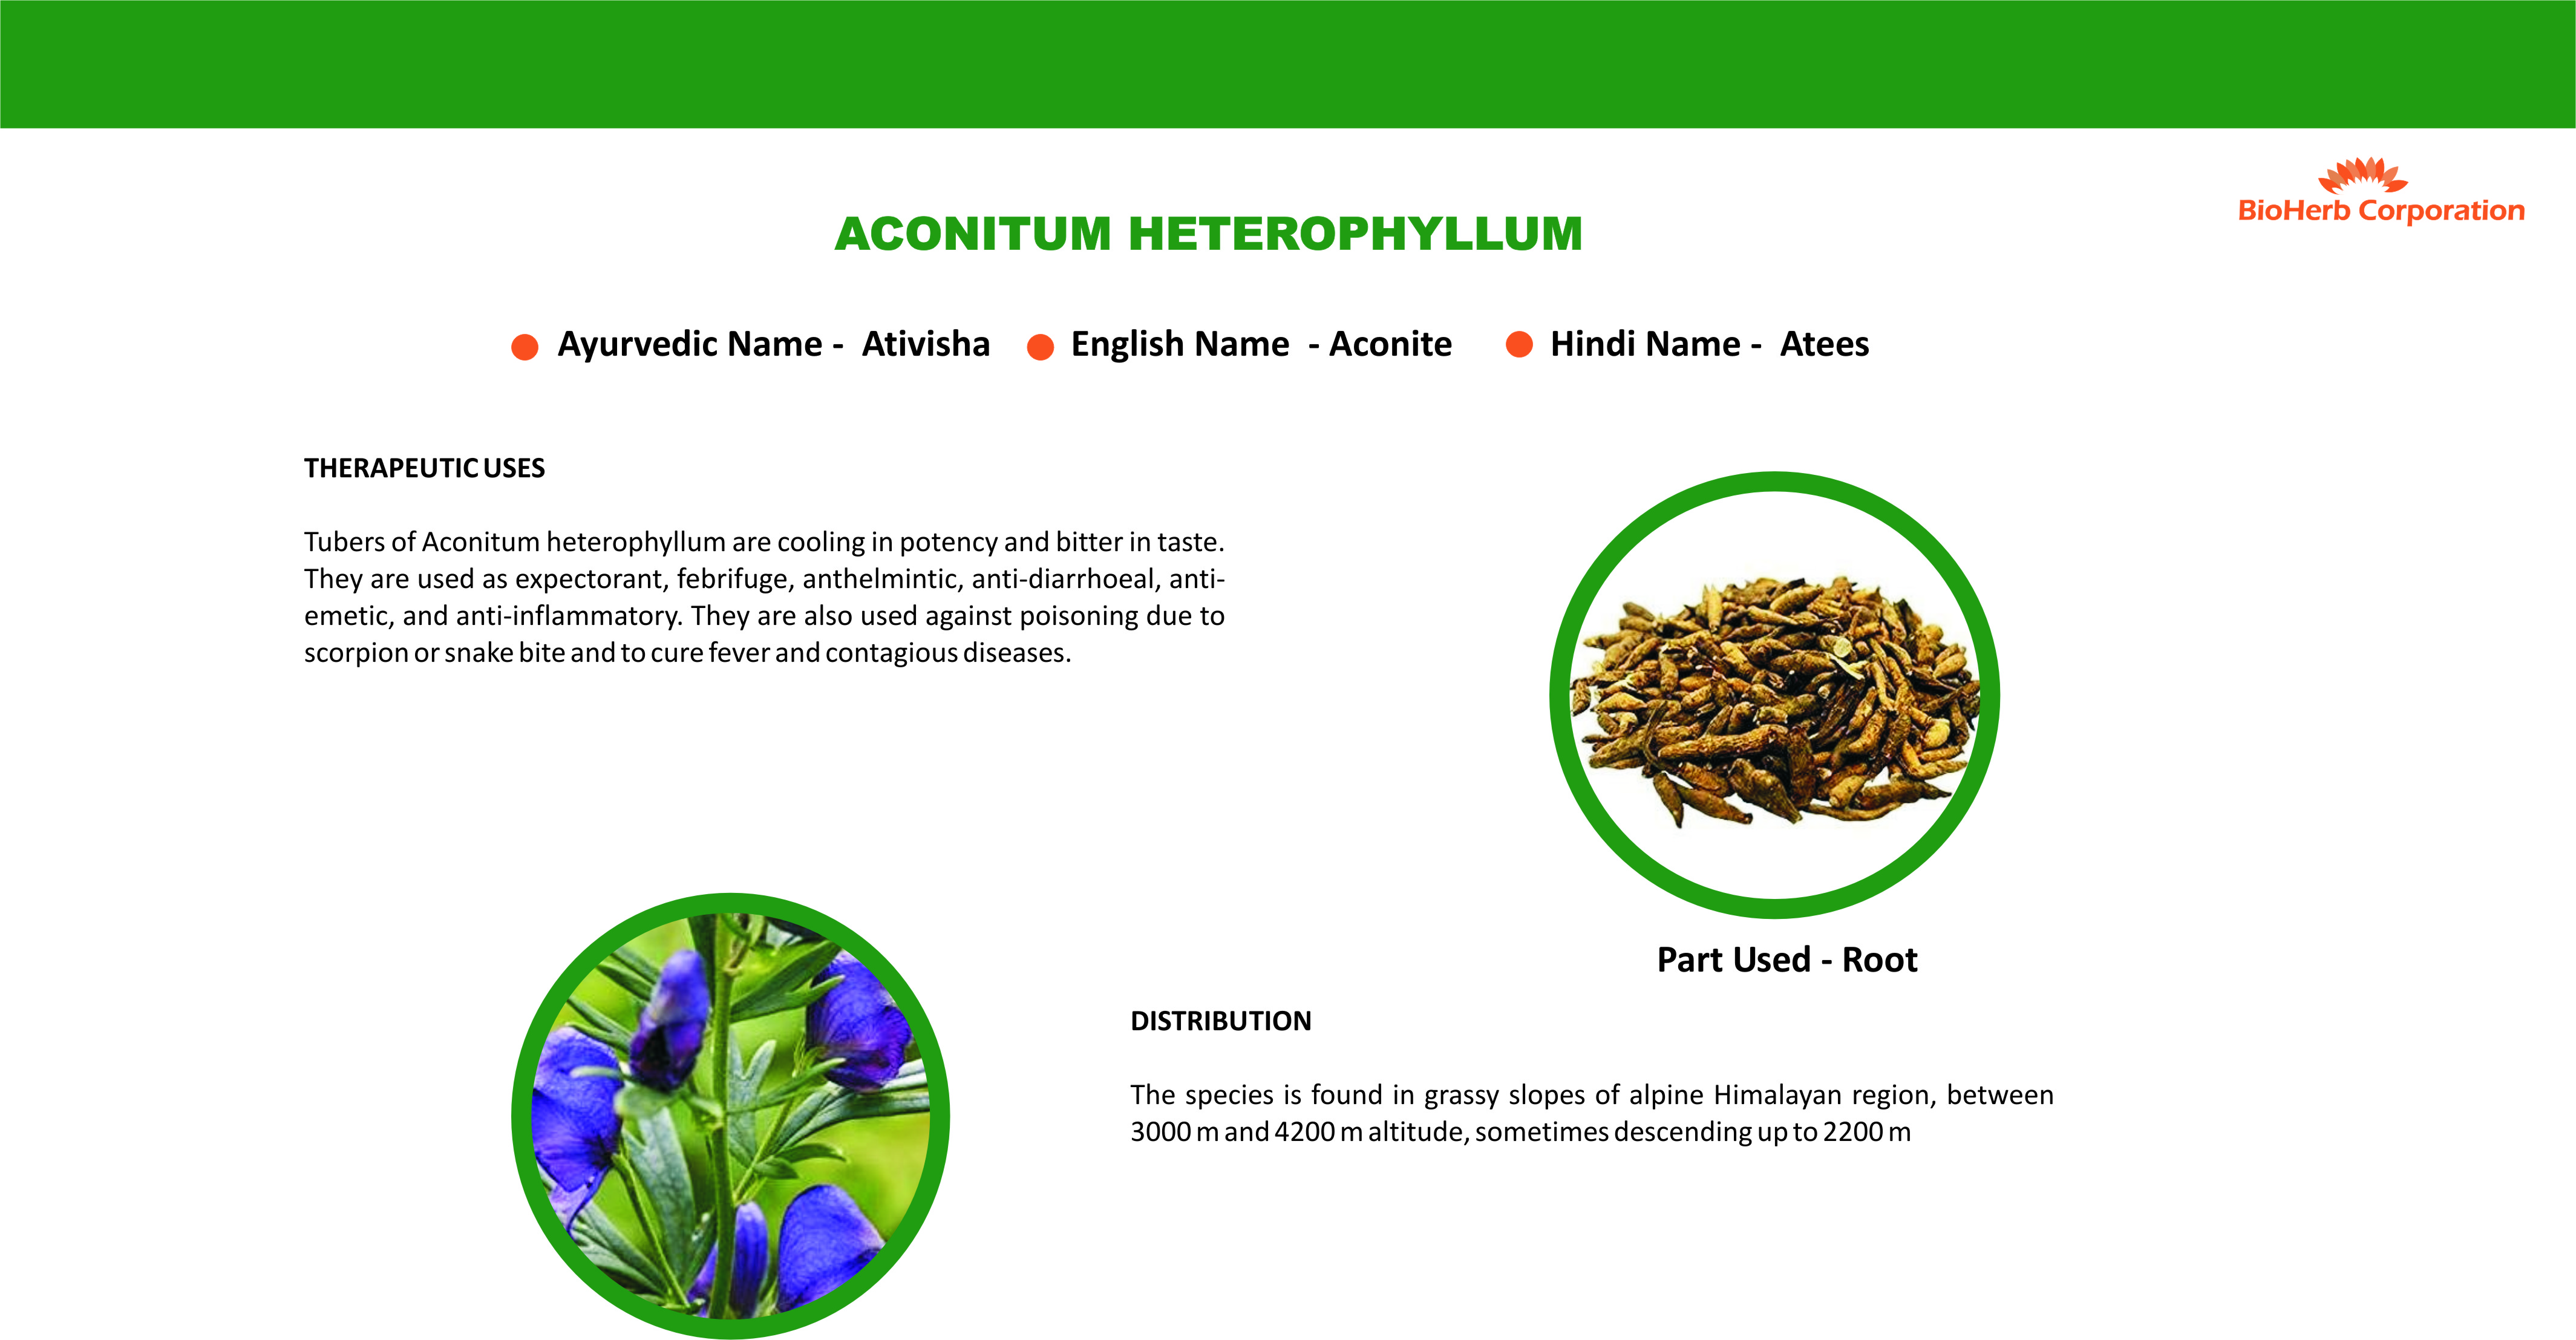 BioHerb Corporation
ACONITUM HETEROPHYLLUM
Ayurvedic Name - Ativisha
English Name - Aconite
Hindi Name - Atees
THERAPEUTIC USES
Tubers of Aconitum heterophyllum are cooling in potency and bitter in taste.
They are used as expectorant, febrifuge, anthelmintic, anti-diarrhoeal, anti-
emetic, and anti-inflammatory. They are also used against poisoning due to
scorpion or snake bite and to cure fever and contagious diseases.
Part Used - Root
DISTRIBUTION
The species is found in grassy slopes of alpine Himalayan region, between
3000 m and 4200 m altitude, sometimes descending up to 2200 m